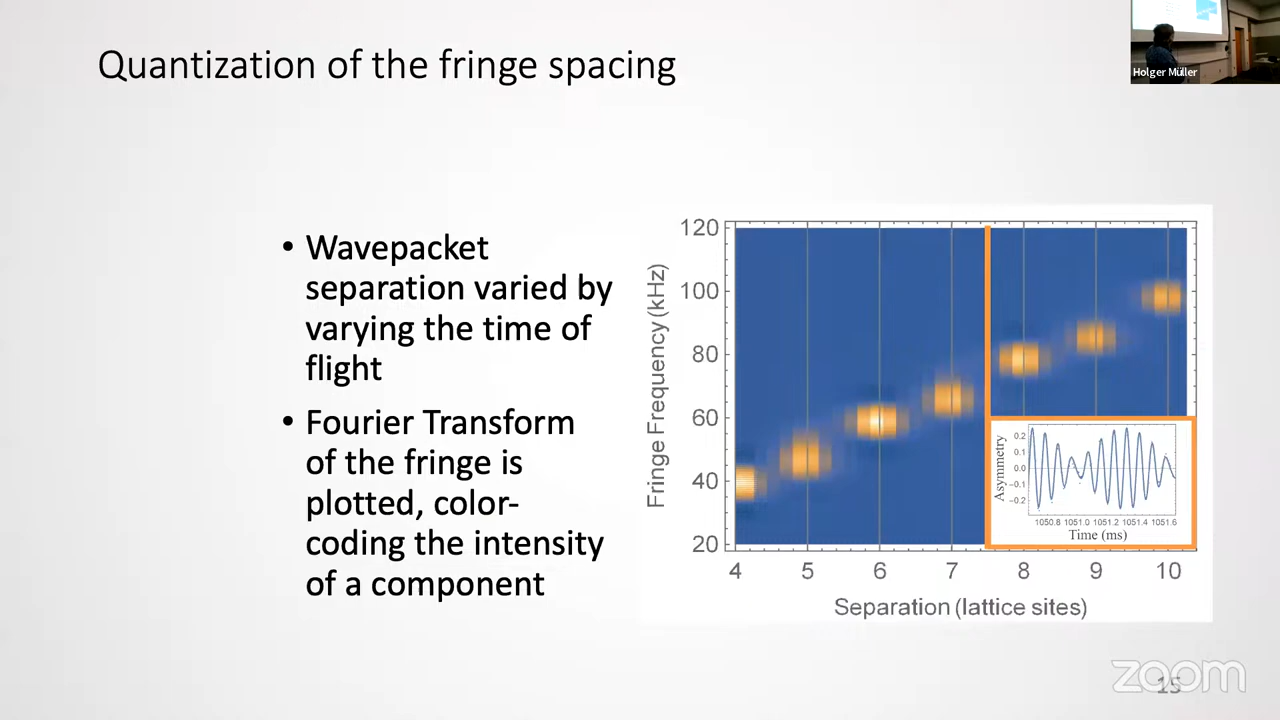 Quantization of the fringe spacing
Holger Müller
• Wavepacket
separation varied by
varying the time of
flight
• Fourier Transform
of the fringe is
plotted, color-
coding the intensity
of a component
Fringe Frequency (kHz)
120
100
80
60
40
20
4 5 6 7 8 9 10
Separation (lattice sites)
Asymmetry
0.2
0.1
0.0
−0.1
−0.2
1050.8 1051.0 1051.2 1051.4 1051.6
Time (ms)
zoom
15